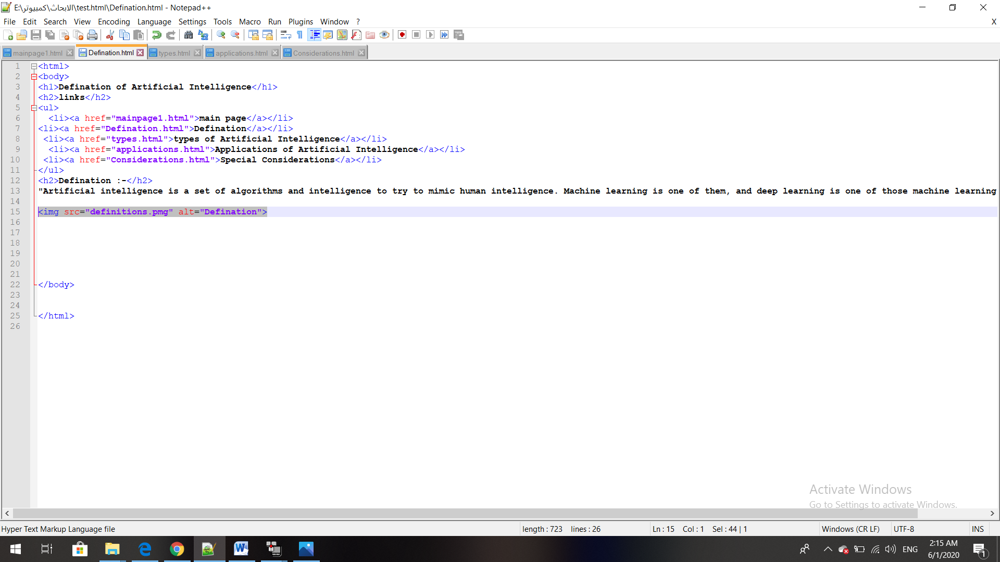 E:\الابحاث\كمبيوتر\test.html\Defination.html - Notepad++
File Edit Search View Encoding Language Settings Tools Macro Run Plugins Window ? X
mainpage1.html Defination.html types.html applications.html Considerations.html
1 <html>
2 <body>
3 <h1>Defination of Artificial Intelligence</h1>
4 <h2>links</h2>
5 <ul>
6 <li><a href="mainpage1.html">main page</a></li>
7 <li><a href="Defination.html">Defination</a></li>
8 <li><a href="types.html">types of Artificial Intelligence</a></li>
9 <li><a href="applications.html">Applications of Artificial Intelligence</a></li>
10 <li><a href="Considerations.html">Special Considerations</a></li>
11 </ul>
12 <h2>Defination :-</h2>
13 "Artificial intelligence is a set of algorithms and intelligence to try to mimic human intelligence. Machine learning is one of them, and deep learning is one of those machine learning
14
15 <img src="definitions.pmg" alt="Defination">
16
17
18
19
20
21
22 </body>
23
24
25 </html>
26
Activate Windows
Go to Settings to activate Windows.
Hyper Text Markup Language file length : 723 lines : 26 Ln : 15 Col : 1 Sel : 44 | 1 Windows (CR LF) UTF-8 INS
ENG 2:15 AM
6/1/2020 1